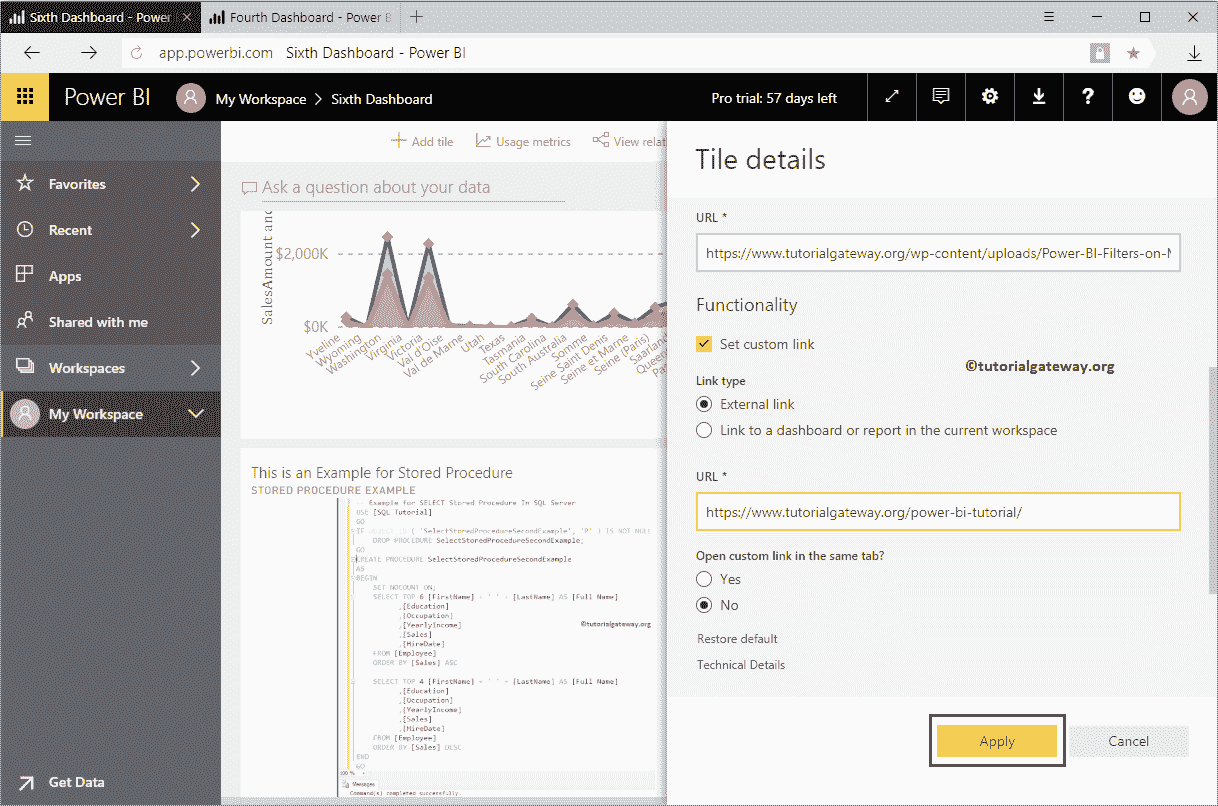 Sixth Dashboard - Power
Fourth Dashboard - Power B
app.powerbi.com Sixth Dashboard - Power BI
Power BI
My Workspace > Sixth Dashboard
Pro trial: 57 days left
Favorites
Recent
Apps
Shared with me
Workspaces
My Workspace
Get Data
Add tile
Usage metrics
View relat
Ask a question about your data
SalesAmount and
$2,000K
$0K
Yveline
Wyoming
Washington
Virginia
Victoria
Val d'Oise
Val de Marne
Utah
Texas
Tasmania
South Carolina
South Australia
Somme
Seine Saint Denis
Seine et Marne
Seine (Paris)
Saarland
Queen
Pa
This is an Example for Stored Procedure
STORED PROCEDURE EXAMPLE
Example for SELECT Stored Procedure In SQL Server
USE [SQL Tutorial]
GO
IF ( 'SelectStoredProcedureSecondExample', 'P' ) IS NOT NULL
DROP PROCEDURE SelectStoredProcedureSecondExample;
GO
CREATE PROCEDURE SelectStoredProcedureSecondExample
AS
BEGIN
SET NOCOUNT ON;
SELECT TOP 6 [FirstName] + ' ' + [LastName] AS [Full Name]
,[Education]
,[Occupation]
,[YearlyIncome]
,[Sales]
,[HireDate]
FROM [Employee]
ORDER BY [Sales] ASC
SELECT TOP 4 [FirstName] + ' ' + [LastName] AS [Full Name]
,[Education]
,[Occupation]
,[YearlyIncome]
,[Sales]
,[HireDate]
FROM [Employee]
ORDER BY [Sales] DESC
END
GO
©tutorialgateway.org
100 %
Messages
Command(s) completed successfully.
Tile details
URL *
https://www.tutorialgateway.org/wp-content/uploads/Power-BI-Filters-on-M
Functionality
Set custom link
©tutorialgateway.org
Link type
External link
Link to a dashboard or report in the current workspace
URL *
https://www.tutorialgateway.org/power-bi-tutorial/
Open custom link in the same tab?
Yes
No
Restore default
Technical Details
Apply
Cancel